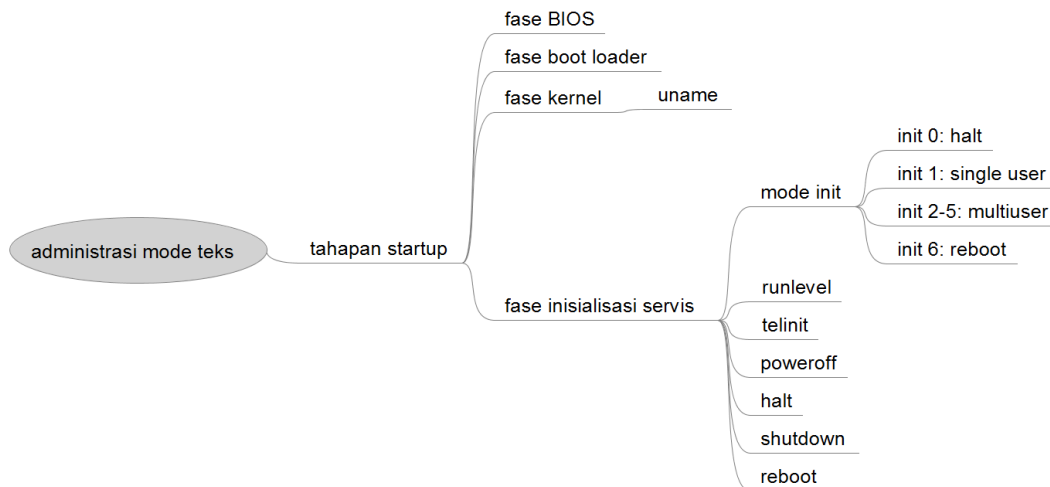 administrasi mode teks
tahapan startup
fase BIOS
fase boot loader
fase kernel
uname
fase inisialisasi servis
mode init
init 0: halt
init 1: single user
init 2-5: multiuser
init 6: reboot
runlevel
telinit
poweroff
halt
shutdown
reboot